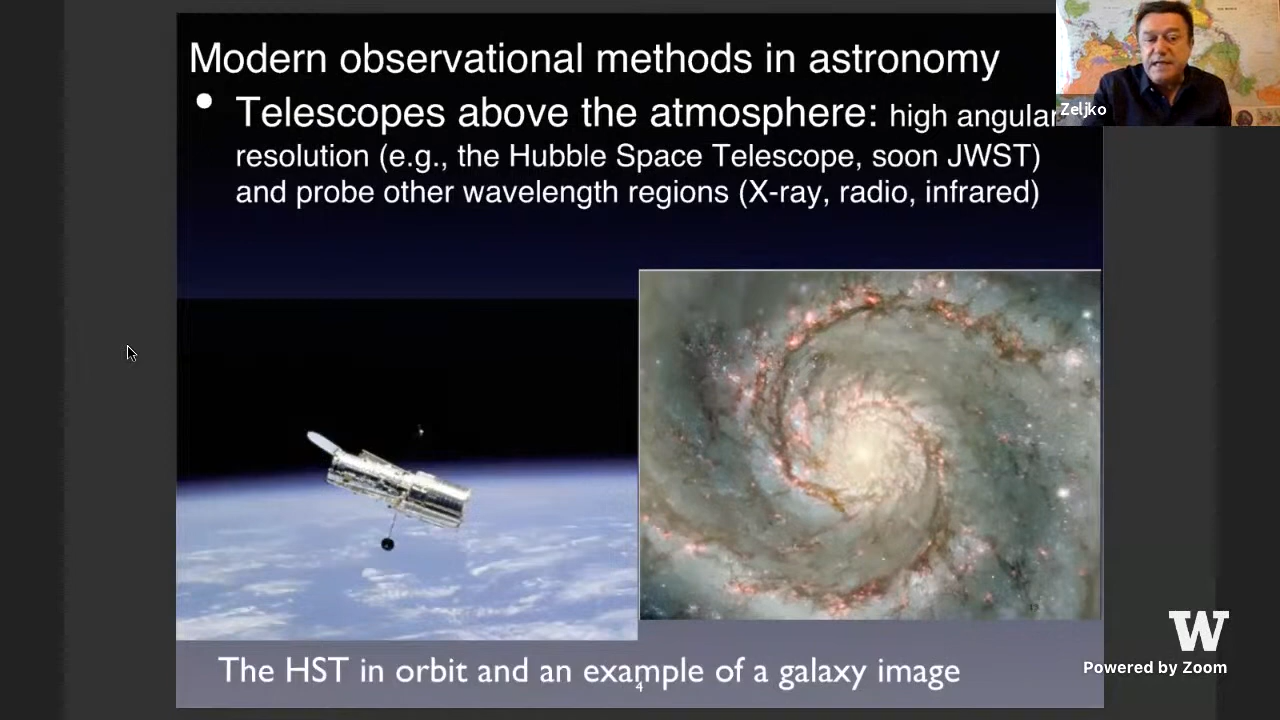 Modern observational methods in astronomy
• Telescopes above the atmosphere: high angular
resolution (e.g., the Hubble Space Telescope, soon JWST)
and probe other wavelength regions (X-ray, radio, infrared)
Zeljko
The HST in orbit and an example of a galaxy image
4
W
Powered by Zoom